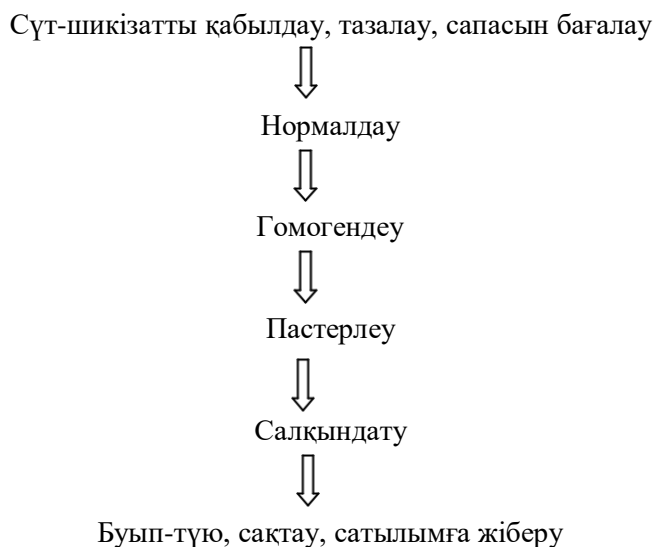 Сүт-шикізатты қабылдау, тазалау, сапасын бағалау
Нормалдау
Гомогендеу
Пастерлеу
Салқындату
Буып-түю, сақтау, сатылымға жіберу